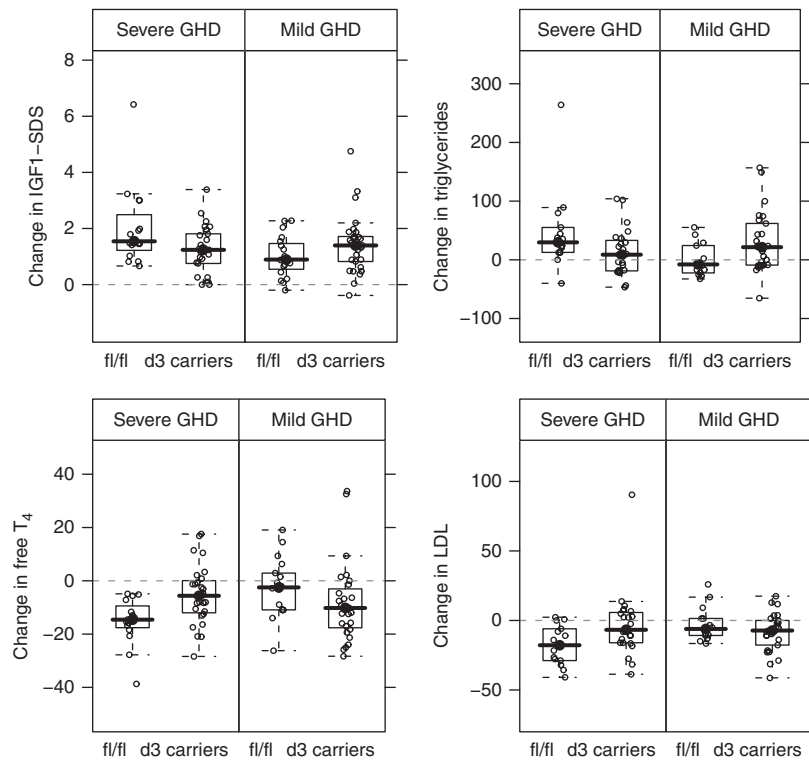 Severe GHD Mild GHD
8
6
4
2
0
Change in IGF1−SDS
fl/fl d3 carriers fl/fl d3 carriers
Severe GHD Mild GHD
300
200
100
0
−100
Change in triglycerides
fl/fl d3 carriers fl/fl d3 carriers
Severe GHD Mild GHD
40
20
0
−20
−40
Change in free T4
fl/fl d3 carriers fl/fl d3 carriers
Severe GHD Mild GHD
100
50
0
−50
Change in LDL
fl/fl d3 carriers fl/fl d3 carriers